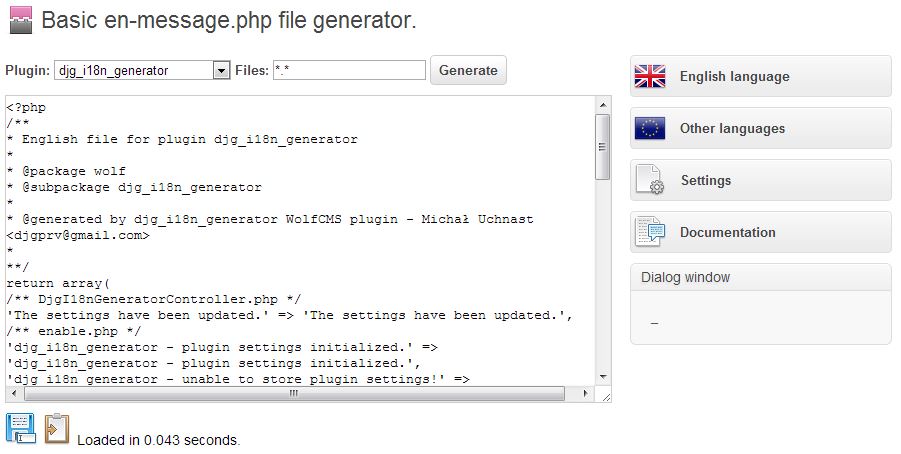 Basic en-message.php file generator.
Plugin: djg_i18n_generator Files: *.* Generate
<?php
/**
* English file for plugin djg_i18n_generator
*
* @package wolf
* @subpackage djg_i18n_generator
*
* @generated by djg_i18n_generator WolfCMS plugin - Michał Uchnast
<djgprv@gmail.com>
*
**/
return array(
/** DjgI18nGeneratorController.php */
'The settings have been updated.' => 'The settings have been updated.',
/** enable.php */
'djg_i18n_generator - plugin settings initialized.' =>
'djg_i18n_generator - plugin settings initialized.',
'djg_i18n_generator - unable to store plugin settings!' =>
Loaded in 0.043 seconds.
English language
Other languages
Settings
Documentation
Dialog window
–